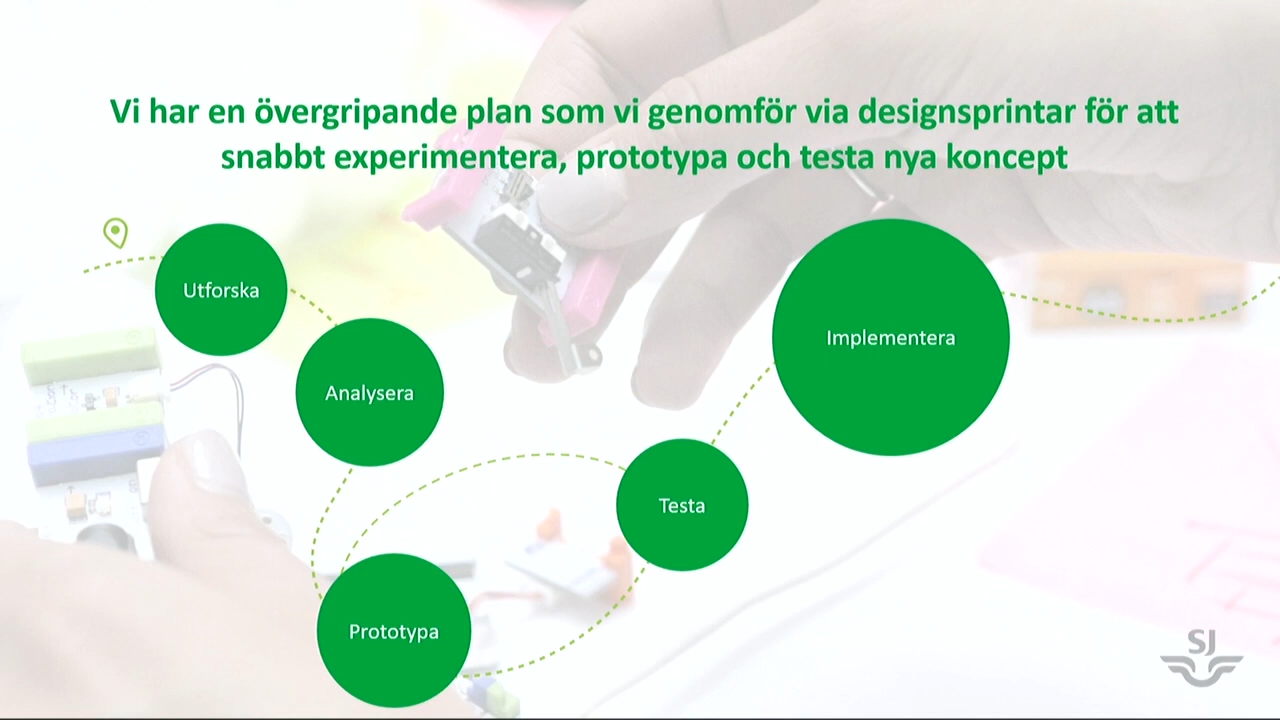 Vi har en övergripande plan som vi genomför via designsprintar för att
snabbt experimentera, prototypa och testa nya koncept
Utforska
Analysera
Implementera
Testa
Prototypa
SJ